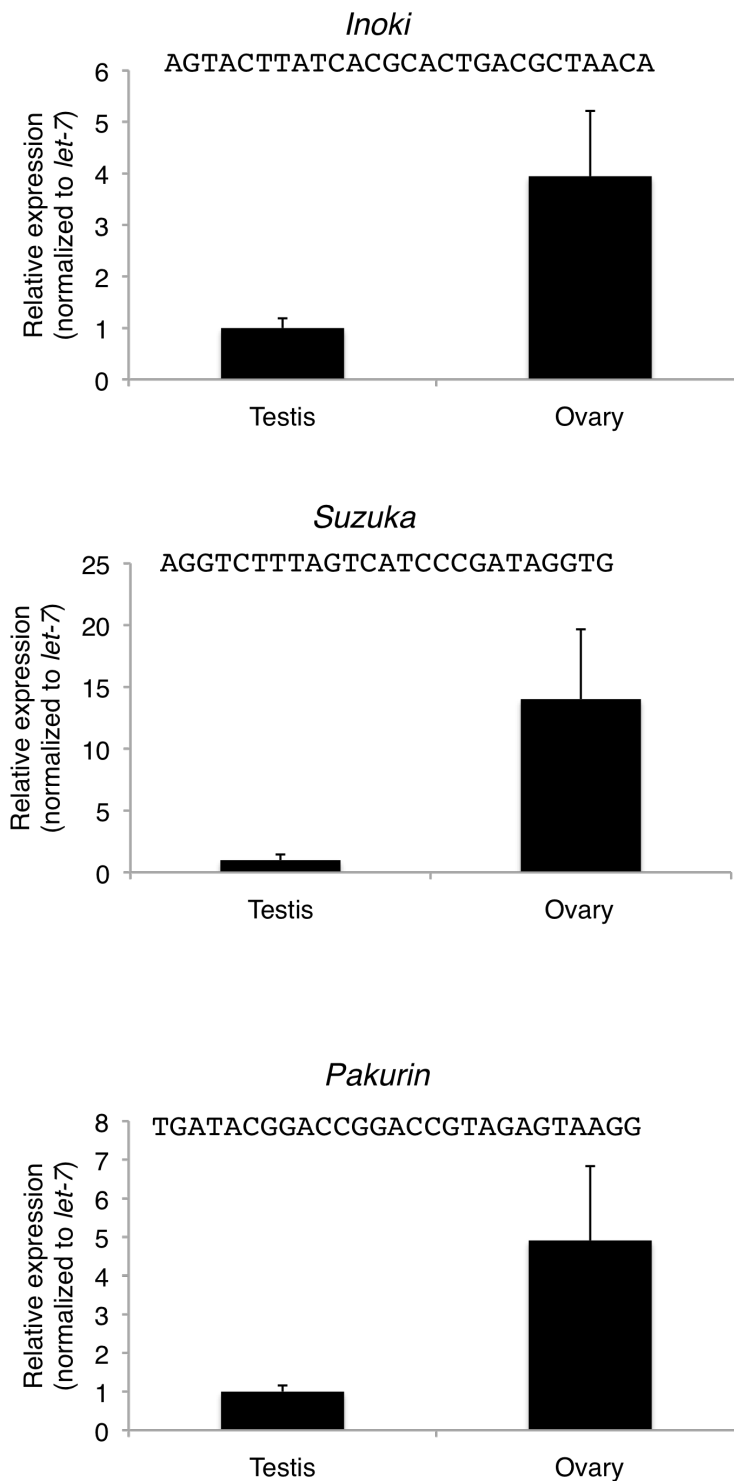 Inoki
AGTACTTATCACGCACTGACGCTAACA
Relative expression
(normalized to let-7)
6
5
4
3
2
1
0
Testis
Ovary
Suzuka
AGGTCTTTAGTCATCCCGATAGGTG
Relative expression
(normalized to let-7)
25
20
15
10
5
0
Testis
Ovary
Pakurin
TGATACGGACCGGACCGTAGAGTAAGG
Relative expression
(normalized to let-7)
8
7
6
5
4
3
2
1
0
Testis
Ovary